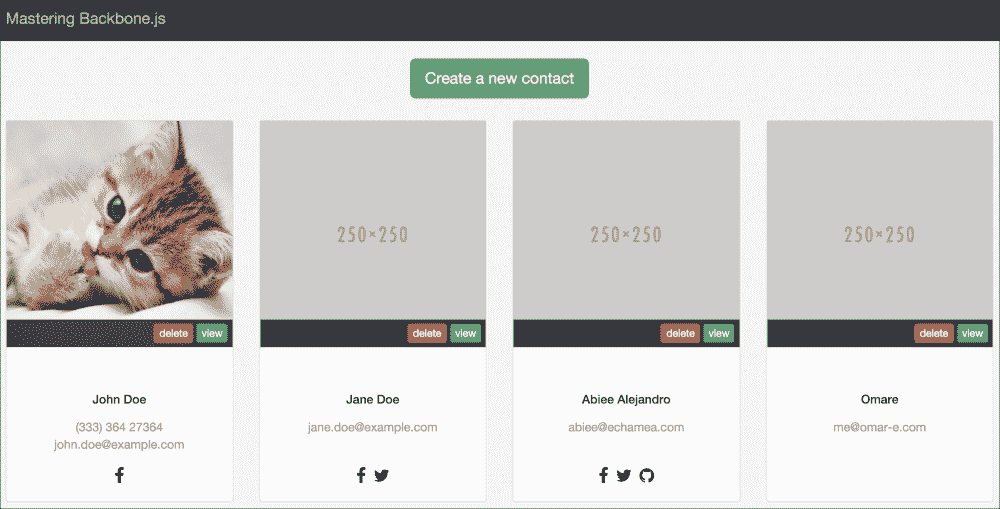 Mastering Backbone.js
Create a new contact
250×250
250×250
250×250
delete view
delete view
delete view
delete view
John Doe
(333) 364 27364
john.doe@example.com
Jane Doe
jane.doe@example.com
Abiee Alejandro
abiee@echamea.com
Omare
me@omar-e.com